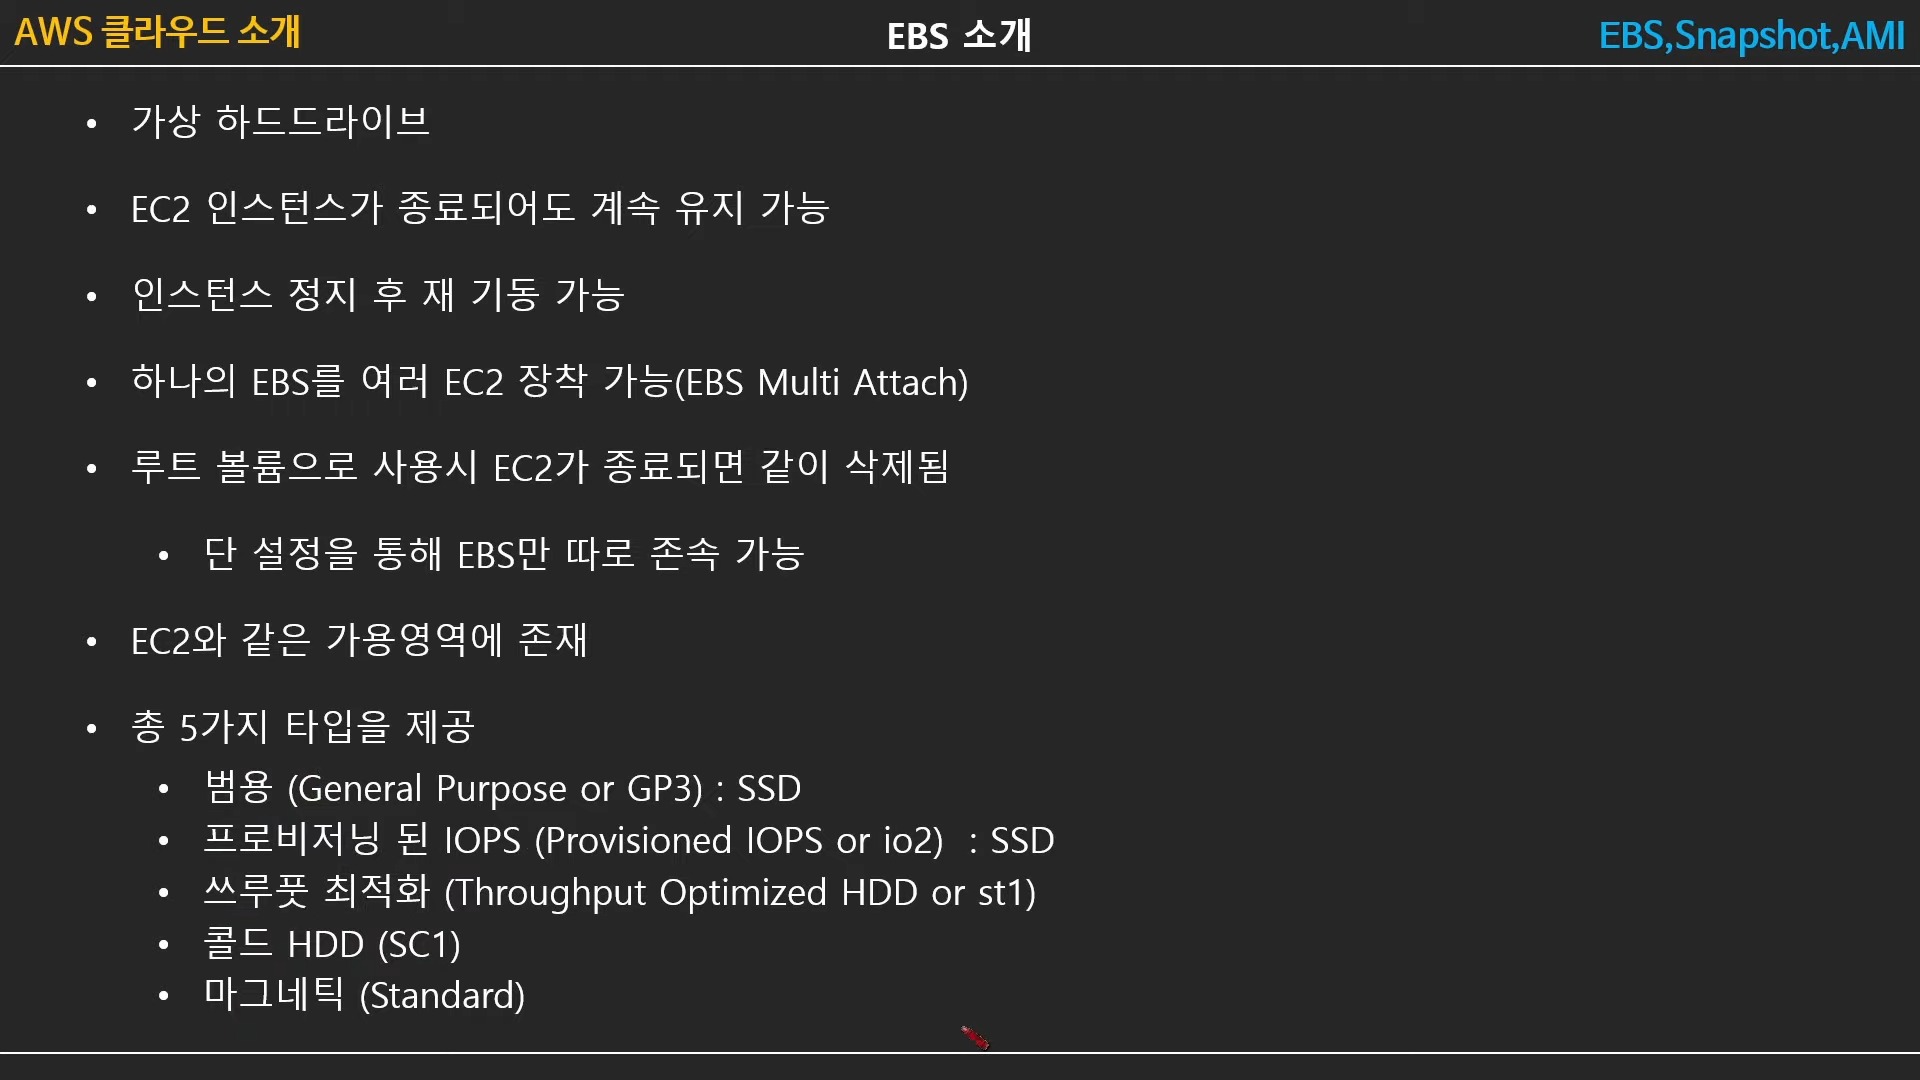 AWS 클라우드 소개
EBS 소개
EBS,Snapshot,AMI
• 가상 하드드라이브
• EC2 인스턴스가 종료되어도 계속 유지 가능
• 인스턴스 정지 후 재 기동 가능
• 하나의 EBS를 여러 EC2 장착 가능(EBS Multi Attach)
• 루트 볼륨으로 사용시 EC2가 종료되면 같이 삭제됨
• 단 설정을 통해 EBS만 따로 존속 가능
• EC2와 같은 가용영역에 존재
• 총 5가지 타입을 제공
• 범용 (General Purpose or GP3) : SSD
• 프로비저닝 된 IOPS (Provisioned IOPS or io2) : SSD
• 쓰루풋 최적화 (Throughput Optimized HDD or st1)
• 콜드 HDD (SC1)
• 마그네틱 (Standard)